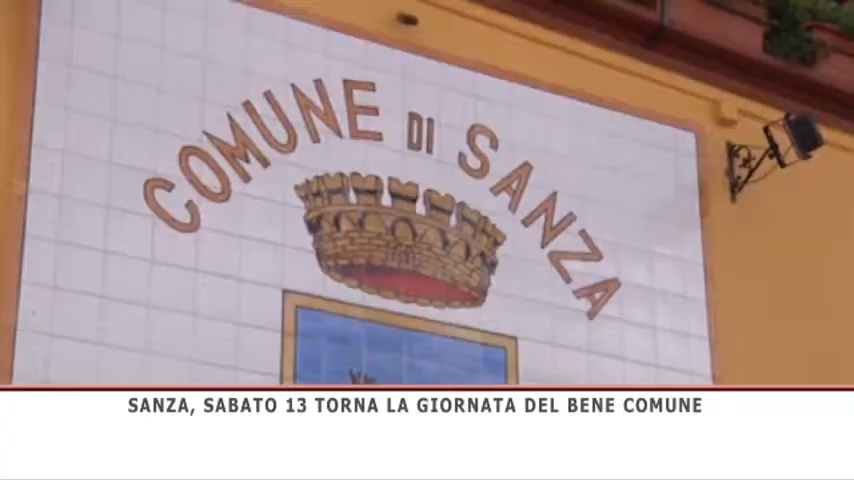 COMUNE DI SANZA
SANZA, SABATO 13 TORNA LA GIORNATA DEL BENE COMUNE